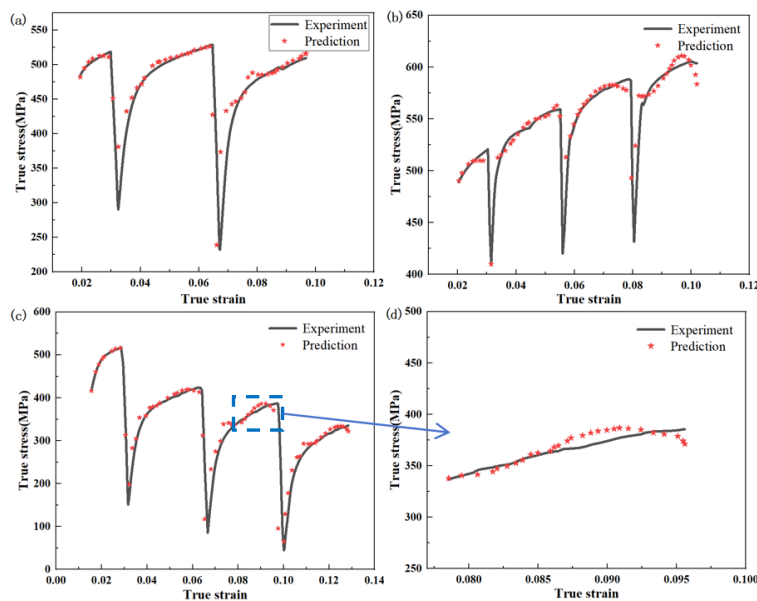 (a)
Experiment
Prediction
True stress(MPa)
550
500
450
400
350
300
250
200
0.02
0.04
0.06
0.08
0.10
0.12
True strain
(b)
Experiment
Prediction
True stress(MPa)
650
600
550
500
450
400
0.02
0.04
0.06
0.08
0.10
0.12
True strain
(c)
Experiment
Prediction
True stress(MPa)
600
500
400
300
200
100
0
0.00
0.02
0.04
0.06
0.08
0.10
0.12
0.14
True strain
(d)
Experiment
Prediction
True stress(MPa)
500
450
400
350
300
250
0.080
0.085
0.090
0.095
0.100
True strain